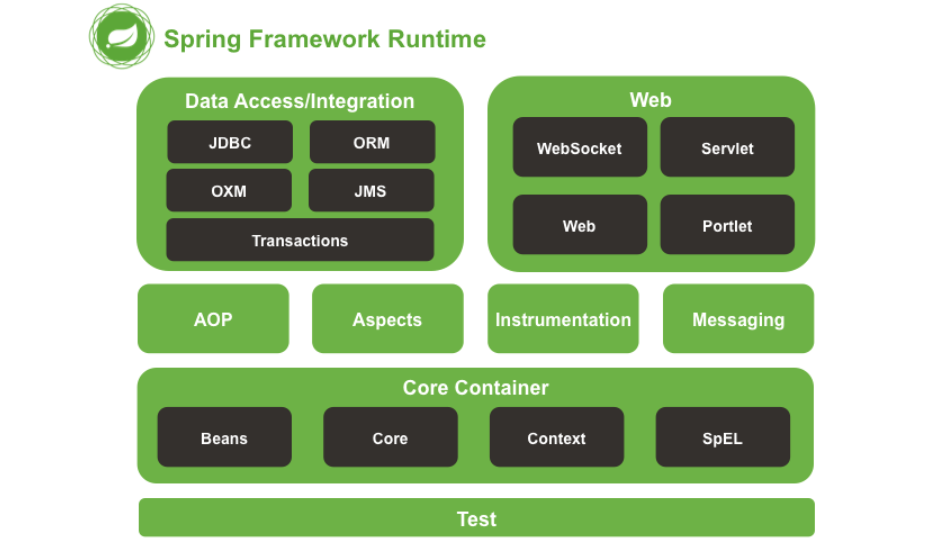 Spring Framework Runtime
Data Access/Integration
JDBC
ORM
OXM
JMS
Transactions
Web
WebSocket
Servlet
Web
Portlet
AOP
Aspects
Instrumentation
Messaging
Core Container
Beans
Core
Context
SpEL
Test